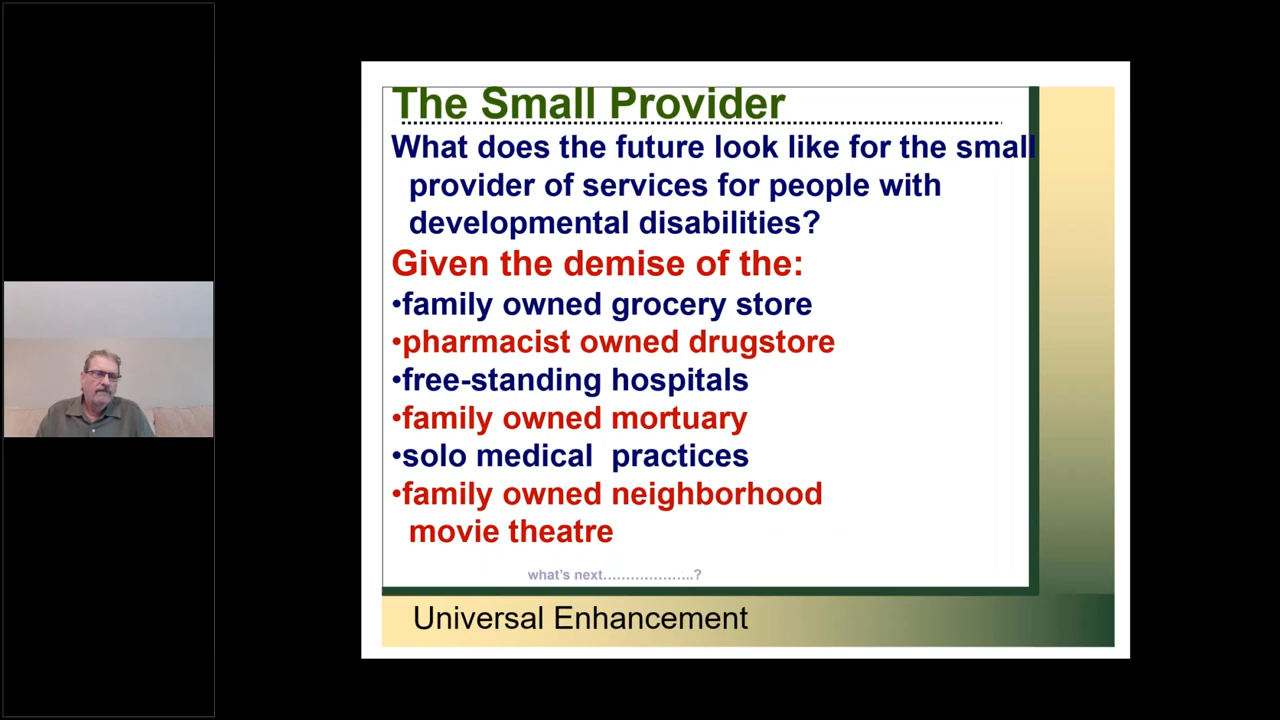 The Small Provider
What does the future look like for the small
provider of services for people with
developmental disabilities?
Given the demise of the:
•family owned grocery store
•pharmacist owned drugstore
•free-standing hospitals
•family owned mortuary
•solo medical  practices
•family owned neighborhood
movie theatre
what’s next………………..?
Universal Enhancement